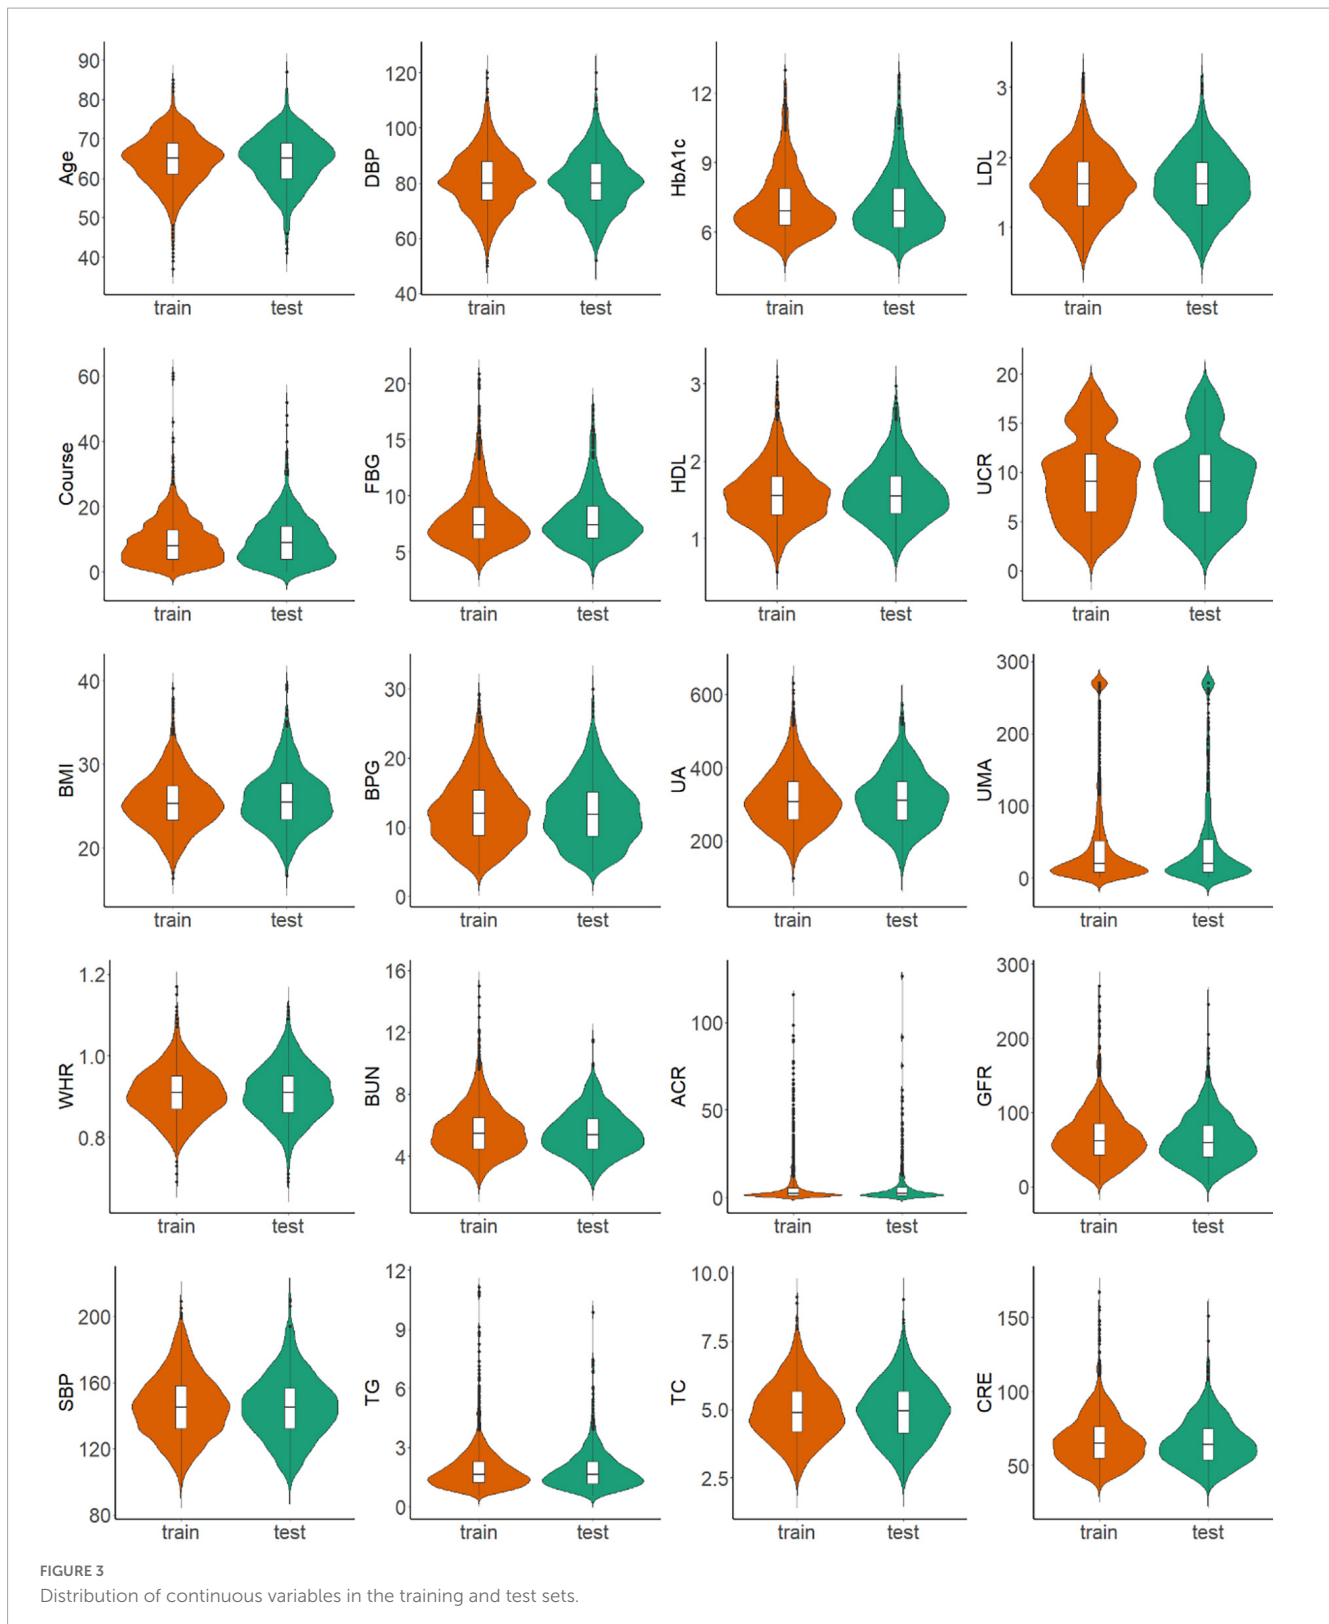 Age
90
80
70
60
50
40
train
test
DBP
120
100
80
60
40
train
test
HbA1c
12
9
6
train
test
LDL
3
2
1
train
test
Course
60
40
20
0
train
test
FBG
20
15
10
5
train
test
HDL
3
2
1
train
test
UCR
20
15
10
5
0
train
test
BMI
40
30
20
train
test
BPG
30
20
10
0
train
test
UA
600
400
200
train
test
UMA
300
200
100
0
train
test
WHR
1.2
1.0
0.8
train
test
BUN
16
12
8
4
train
test
ACR
100
50
0
train
test
GFR
300
200
100
0
train
test
SBP
200
160
120
80
train
test
TG
12
9
6
3
0
train
test
TC
10.0
7.5
5.0
2.5
train
test
CRE
150
100
50
train
test
FIGURE 3
Distribution of continuous variables in the training and test sets.